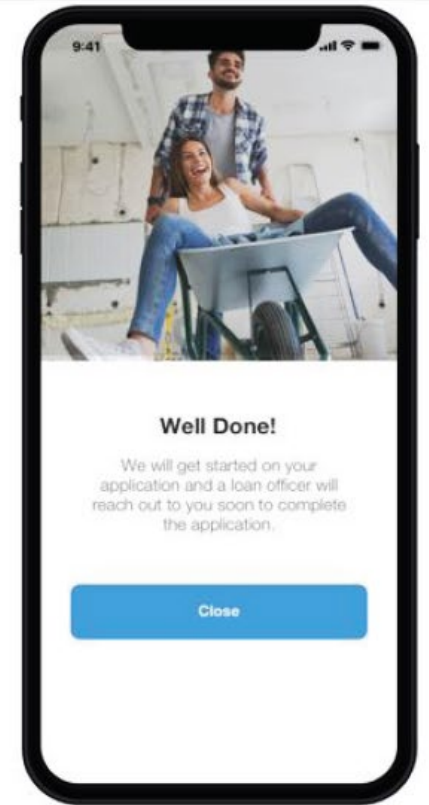 9:41
Well Done!
We will get started on your
application and a loan officer will
reach out to you soon to complete
the application.
Close